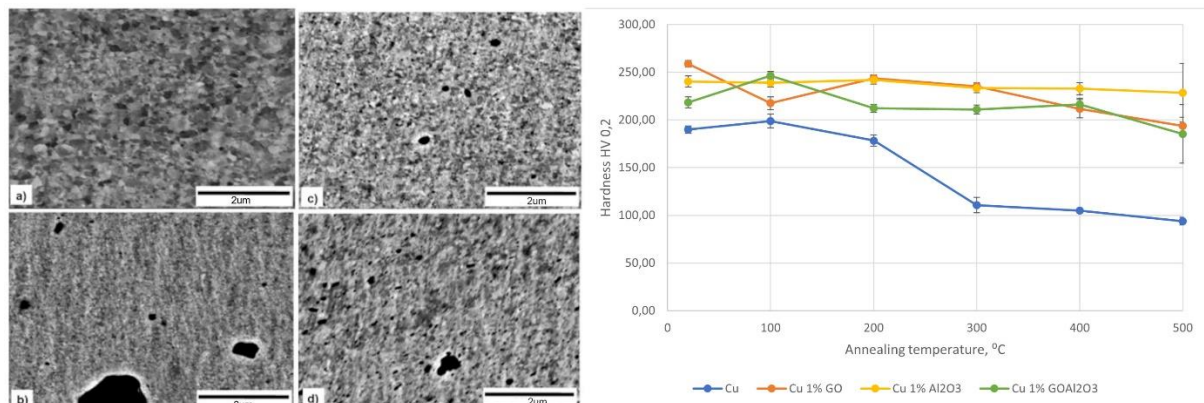 a)
2um
c)
2um
b)
d)
2um
Hardness HV 0,2
300,00
250,00
200,00
150,00
100,00
50,00
0,00
0
100
200
300
400
500
Annealing temperature, ⁰C
Cu
Cu 1% GO
Cu 1% Al2O3
Cu 1% GOAl2O3